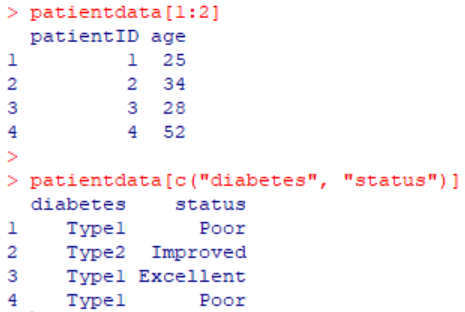 > patientdata[1:2]
  patientID age
1         1  25
2         2  34
3         3  28
4         4  52
>
> patientdata[c("diabetes", "status")]
  diabetes    status
1    Type1      Poor
2    Type2  Improved
3    Type1 Excellent
4    Type1      Poor